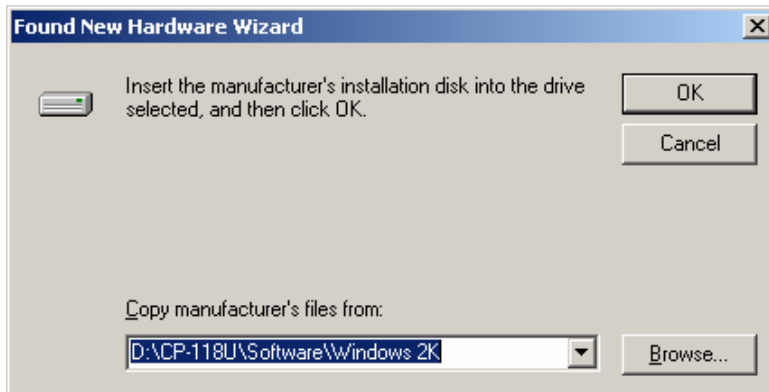 Found New Hardware Wizard
Insert the manufacturer's installation disk into the drive
selected, and then click OK.
OK
Cancel
Copy manufacturer's files from:
D:\CP-118U\Software\Windows 2K
Browse...